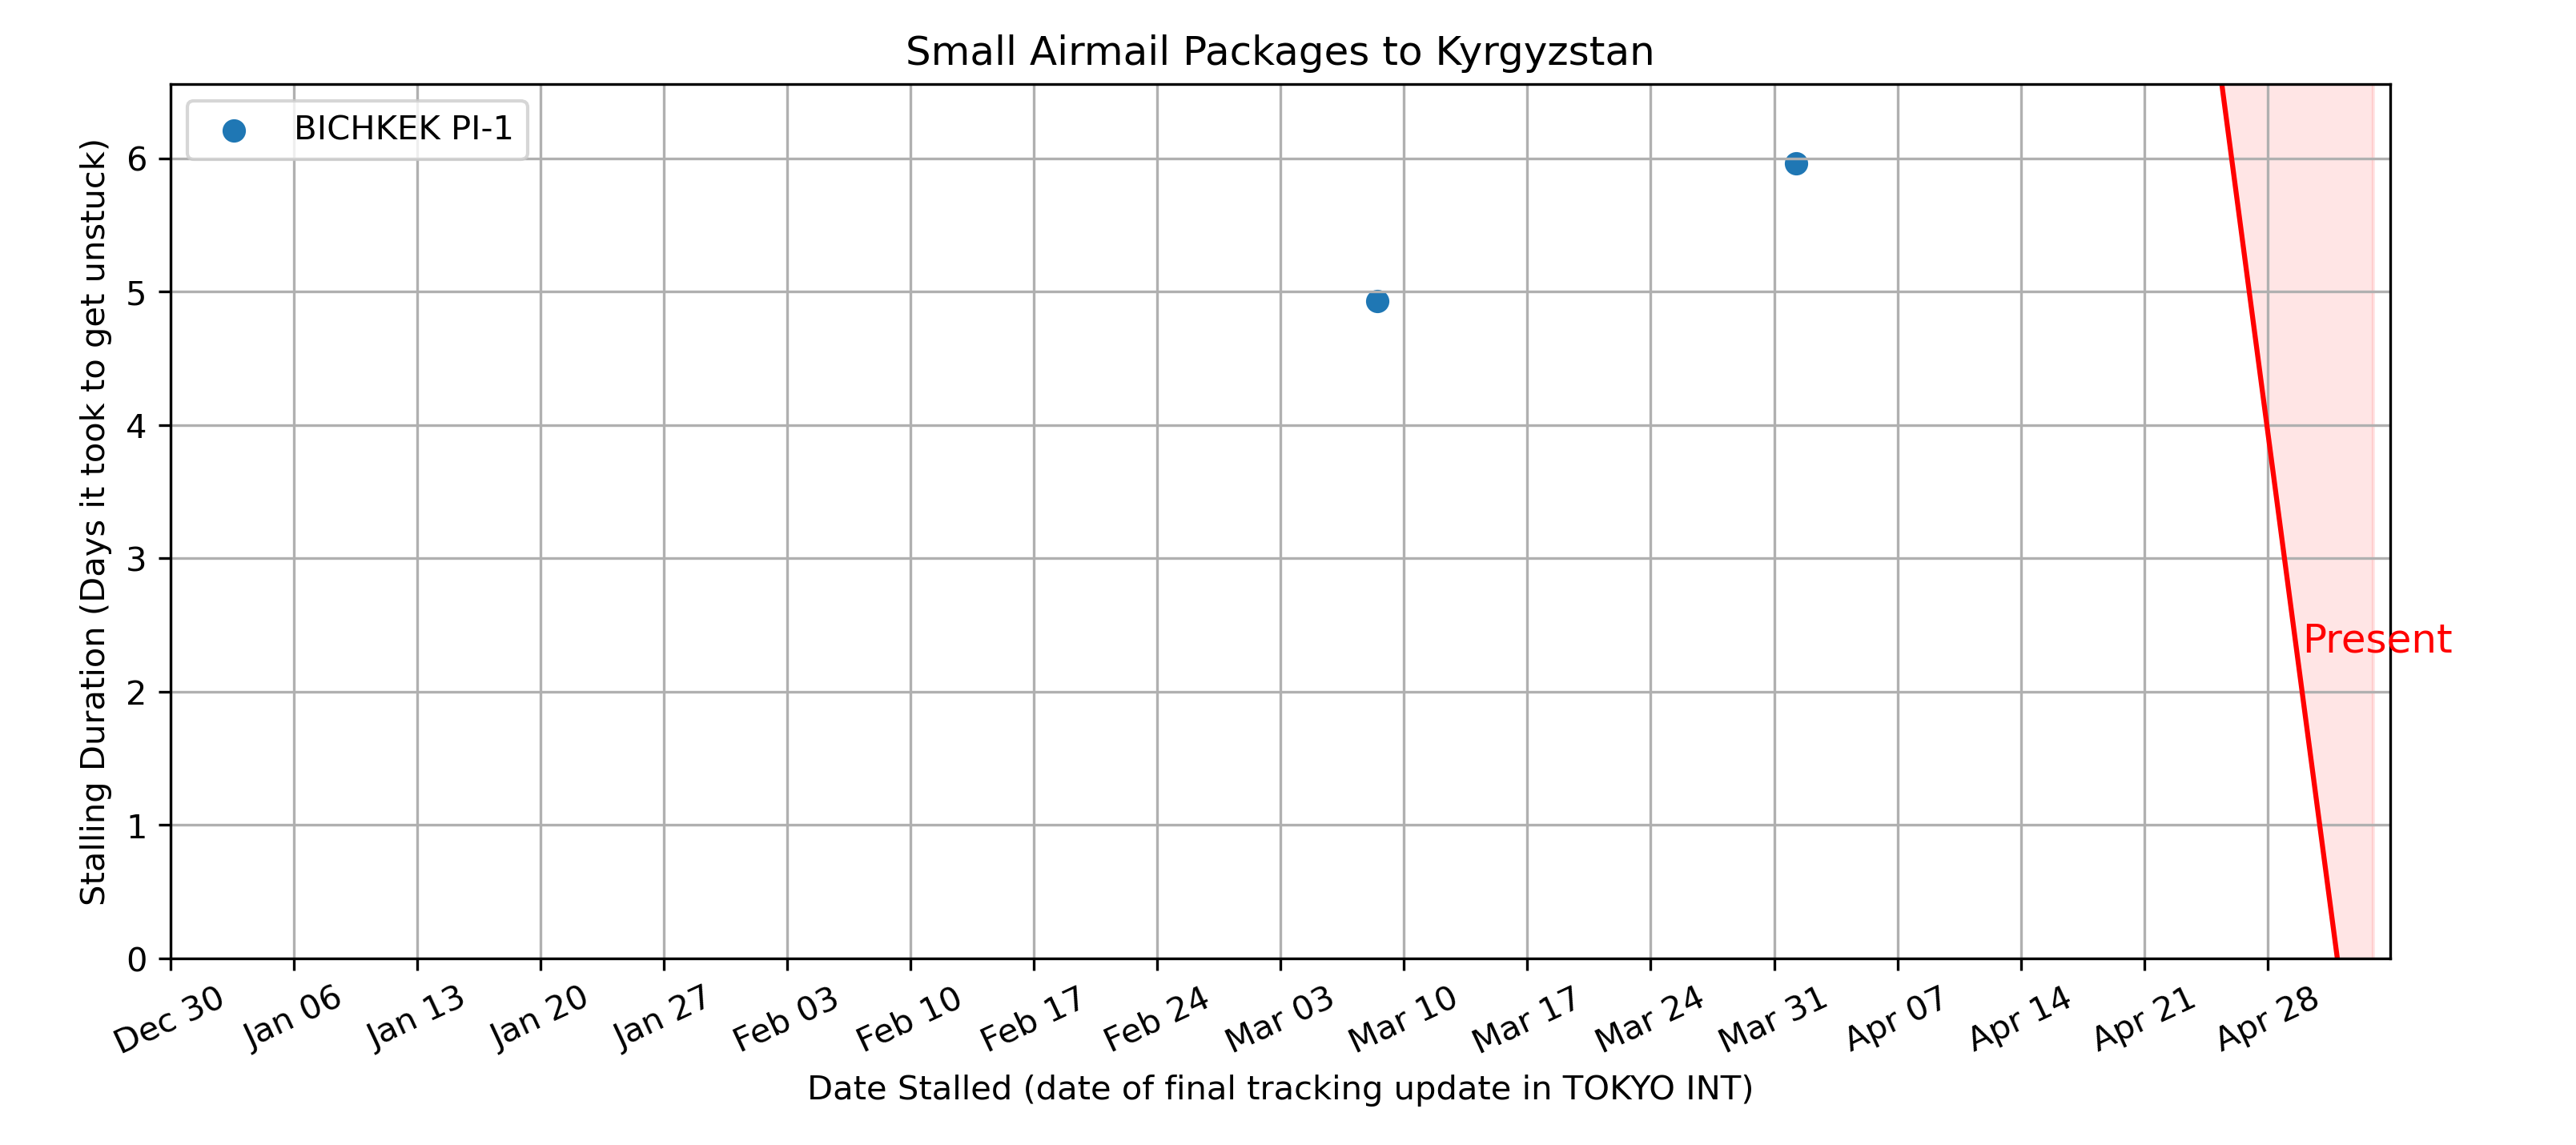 Small Airmail Packages to Kyrgyzstan
BICHKEK PI-1
Stalling Duration (Days it took to get unstuck)
6
5
4
3
2
1
0
Present
Dec 30
Jan 06
Jan 13
Jan 20
Jan 27
Feb 03
Feb 10
Feb 17
Feb 24
Mar 03
Mar 10
Mar 17
Mar 24
Mar 31
Apr 07
Apr 14
Apr 21
Apr 28
Date Stalled (date of final tracking update in TOKYO INT)